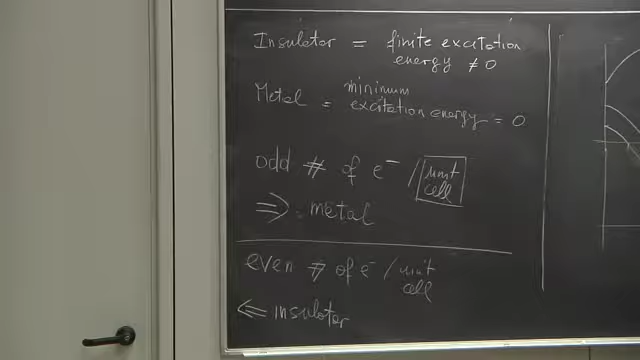 Insulator = finite excitation
energy ≠ 0
Metal = minimum
excitation energy = 0
odd # of e⁻ / unit
cell
⇒ metal
even # of e⁻ / unit
cell
⇐ insulator